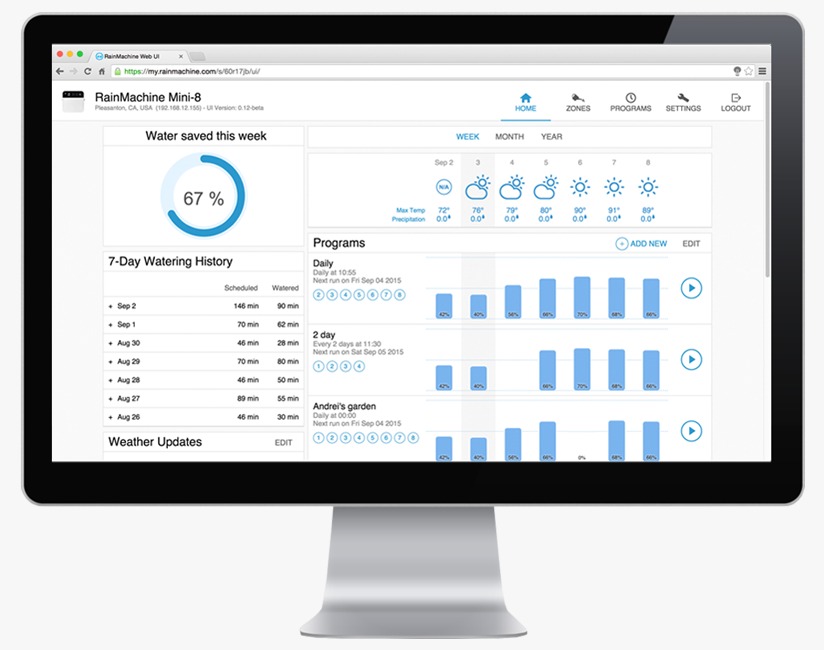 RainMachine Web UI
https://my.rainmachine.com/s/60r17jb/ui/
RainMachine Mini-8
Pleasanton, CA, USA (192.168.12.155) - UI Version: 0.12-beta
HOME ZONES PROGRAMS SETTINGS LOGOUT
Water saved this week
67 %
7-Day Watering History
Scheduled Watered
+ Sep 2 146 min 90 min
+ Sep 1 70 min 62 min
+ Aug 30 46 min 28 min
+ Aug 29 70 min 80 min
+ Aug 28 46 min 50 min
+ Aug 27 89 min 55 min
+ Aug 26 46 min 30 min
Weather Updates EDIT
WEEK MONTH YEAR
Sep 2 3 4 5 6 7 8
N/A
Max Temp 72° 76° 79° 80° 90° 91° 89°
Precipitation 0.0 0.0 0.0 0.0 0.0 0.0 0.0
Programs + ADD NEW EDIT
Daily
Daily at 10:55
Next run on Fri Sep 04 2015
2 3 4 5 6 7 8
42% 40% 56% 66% 70% 68% 66%
2 day
Every 2 days at 11:30
Next run on Sat Sep 05 2015
1 2 3 4
42% 40% 66% 70% 68% 66%
Andrei's garden
Daily at 00:00
Next run on Fri Sep 04 2015
1 2 3 4 5 6 7 8
42% 40% 56% 66% 0% 68% 66%